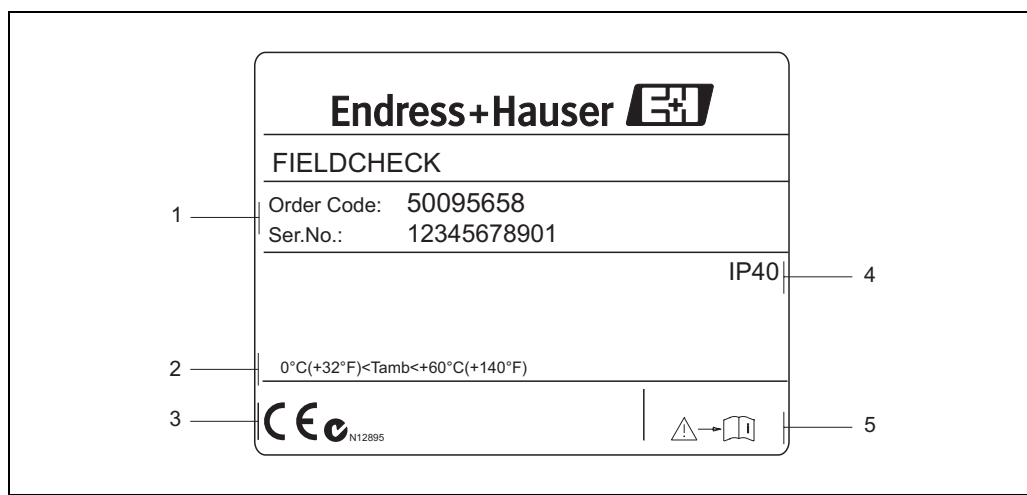 Endress+Hauser E+H
FIELDCHECK
1
Order Code: 50095658
Ser.No.: 12345678901
IP40
4
2
0°C(+32°F)<Tamb<+60°C(+140°F)
3
CE N12895
5